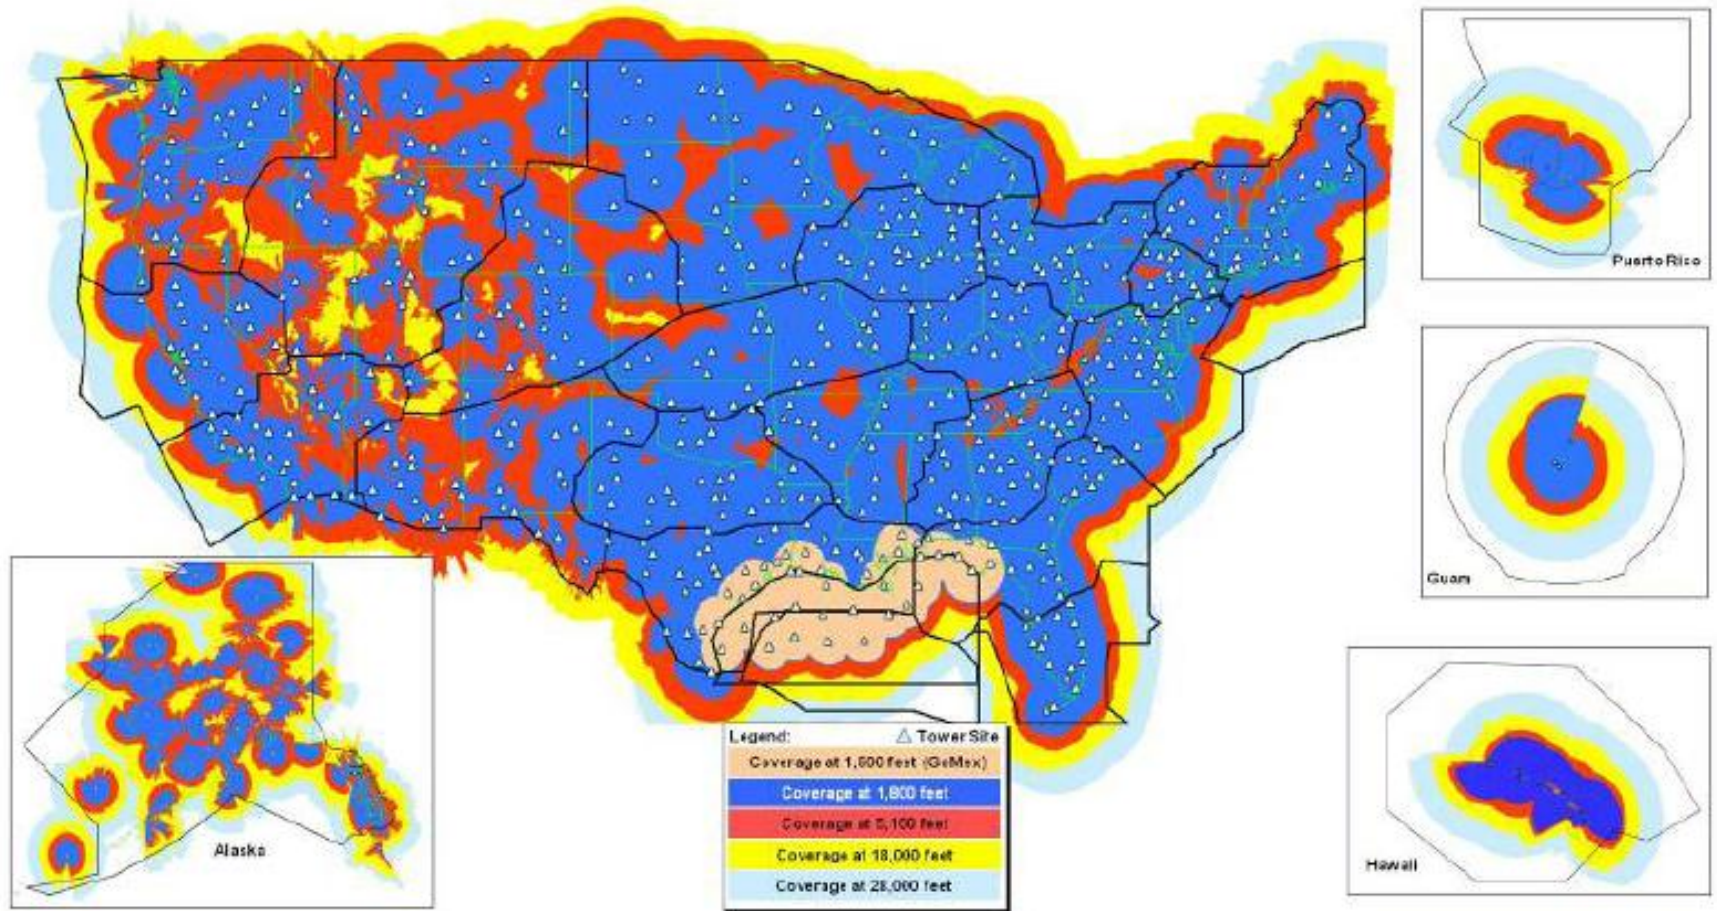 Puerto Rico
Guam
Hawaii
Alaska
Legend: Tower Site
Coverage at 1,500 feet (GoMex)
Coverage at 1,800 feet
Coverage at 5,100 feet
Coverage at 18,000 feet
Coverage at 28,000 feet